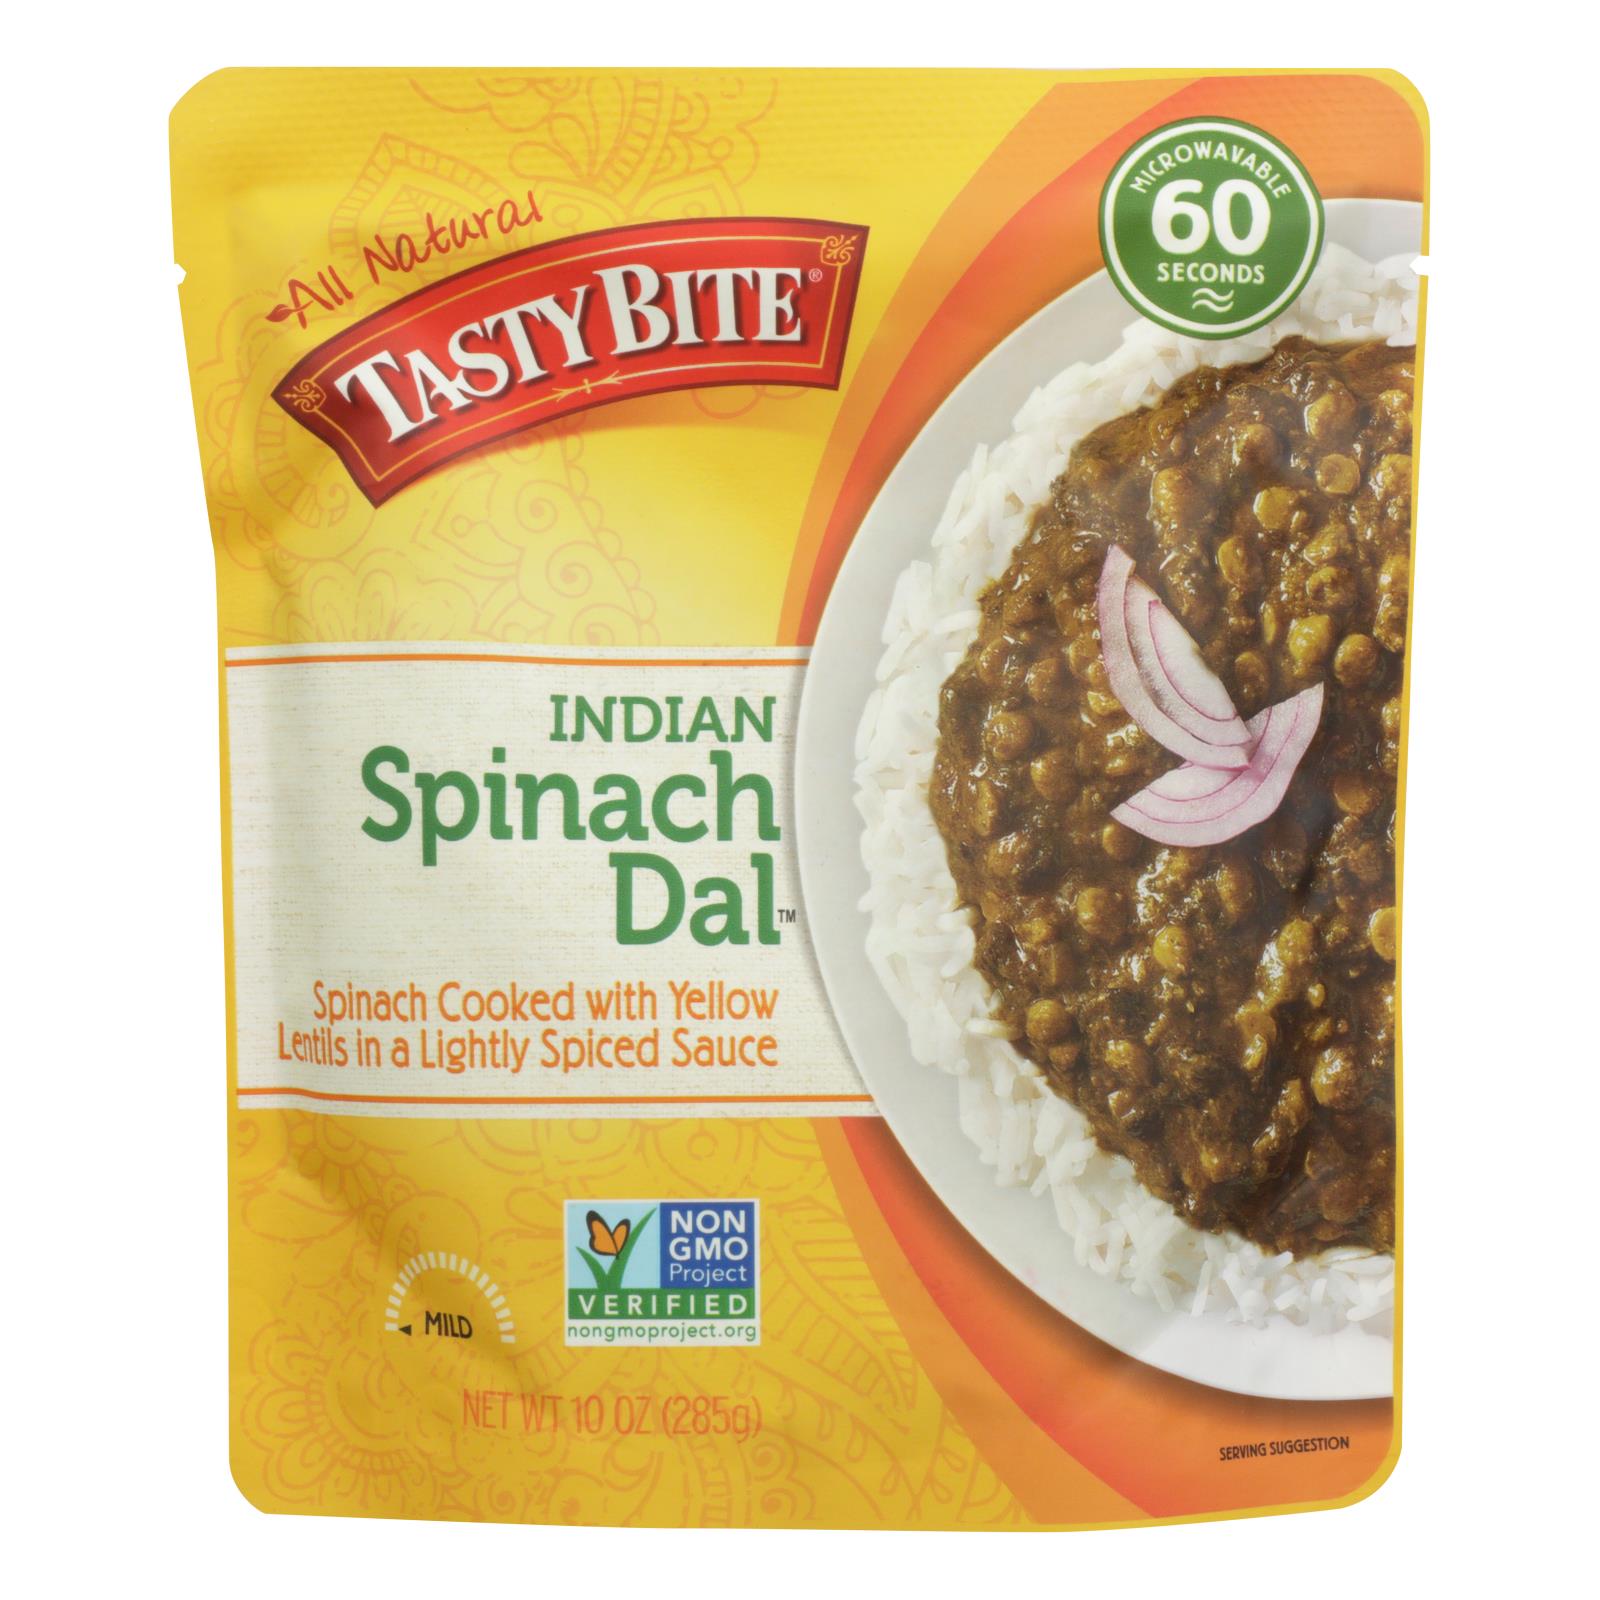 All Natural
TASTY BITE®
MICROWAVABLE
60
SECONDS
INDIAN
Spinach
Dal™
Spinach Cooked with Yellow
Lentils in a Lightly Spiced Sauce
NON
GMO
Project
VERIFIED
nongmoproject.org
MILD
NET WT 10 OZ (285g)
SERVING SUGGESTION